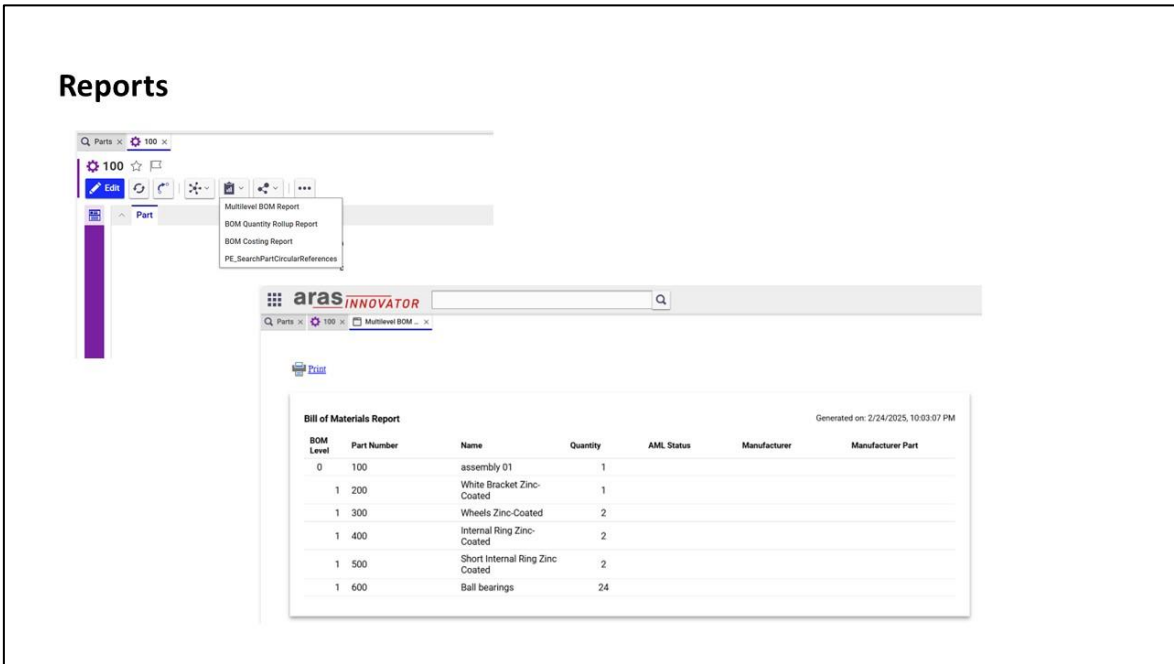 Reports
Parts × 100 ×
100
Edit
Part
Multilevel BOM Report
BOM Quantity Rollup Report
BOM Costing Report
PE_SearchPartCircularReferences
aras INNOVATOR
Parts × 100 × Multilevel BOM ... ×
Print
Bill of Materials Report Generated on: 2/24/2025, 10:03:07 PM
BOM Level Part Number Name Quantity AML Status Manufacturer Manufacturer Part
0 100 assembly 01 1
1 200 White Bracket Zinc-
Coated 1
1 300 Wheels Zinc-Coated 2
1 400 Internal Ring Zinc-
Coated 2
1 500 Short Internal Ring Zinc
Coated 2
1 600 Ball bearings 24